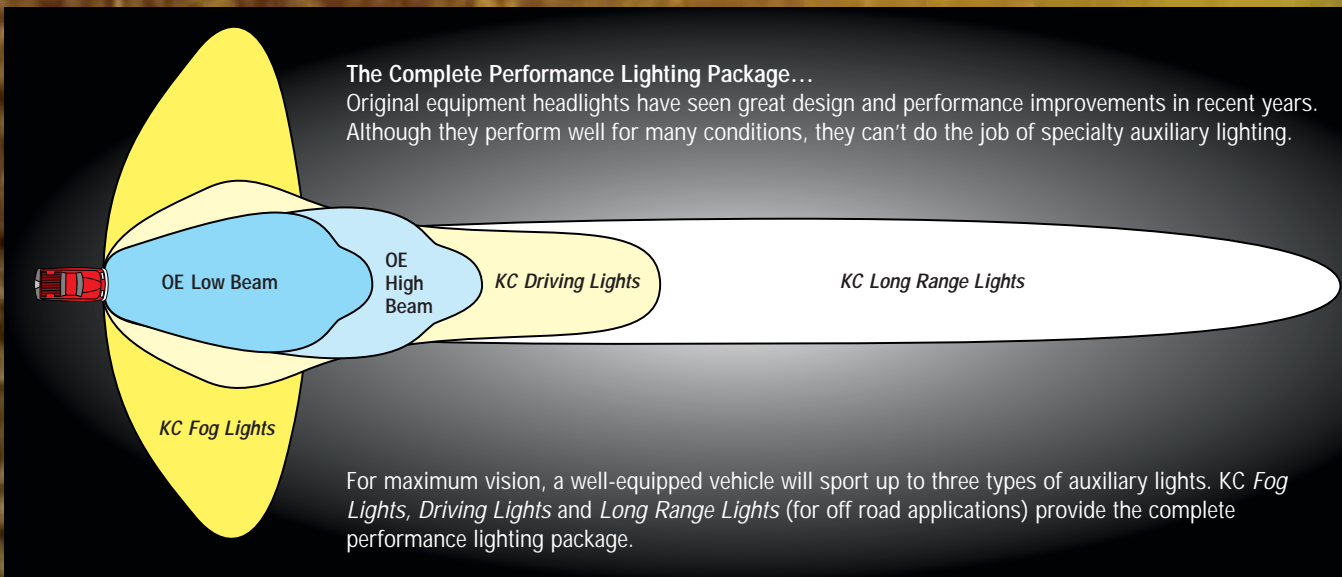 The Complete Performance Lighting Package…
Original equipment headlights have seen great design and performance improvements in recent years.
Although they perform well for many conditions, they can't do the job of specialty auxiliary lighting.
OE Low Beam
OE
High
Beam
KC Driving Lights
KC Long Range Lights
KC Fog Lights
For maximum vision, a well-equipped vehicle will sport up to three types of auxiliary lights. KC Fog
Lights, Driving Lights and Long Range Lights (for off road applications) provide the complete
performance lighting package.